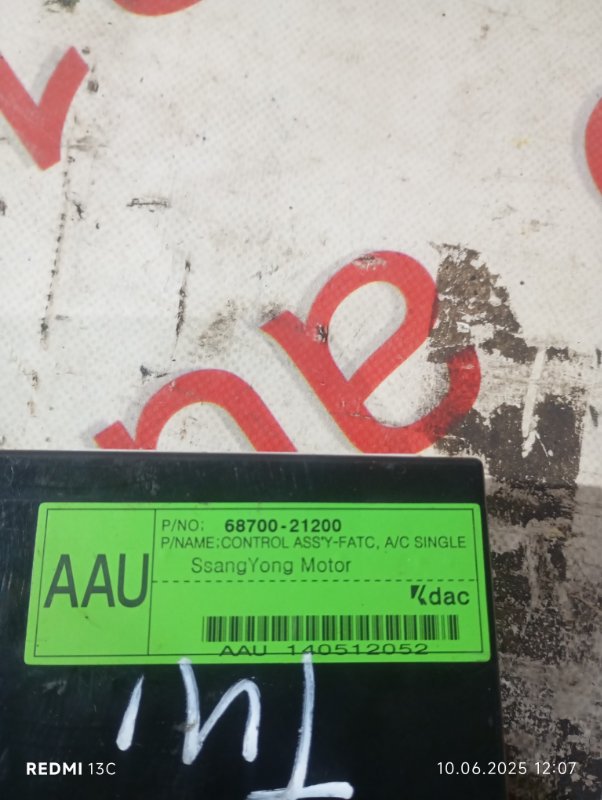 P/NO: 68700-21200
P/NAME:CONTROL ASS'Y-FATC, A/C SINGLE
AAU
SsangYong Motor
dac
AAU 140512052
REDMI 13C
10.06.2025 12:07